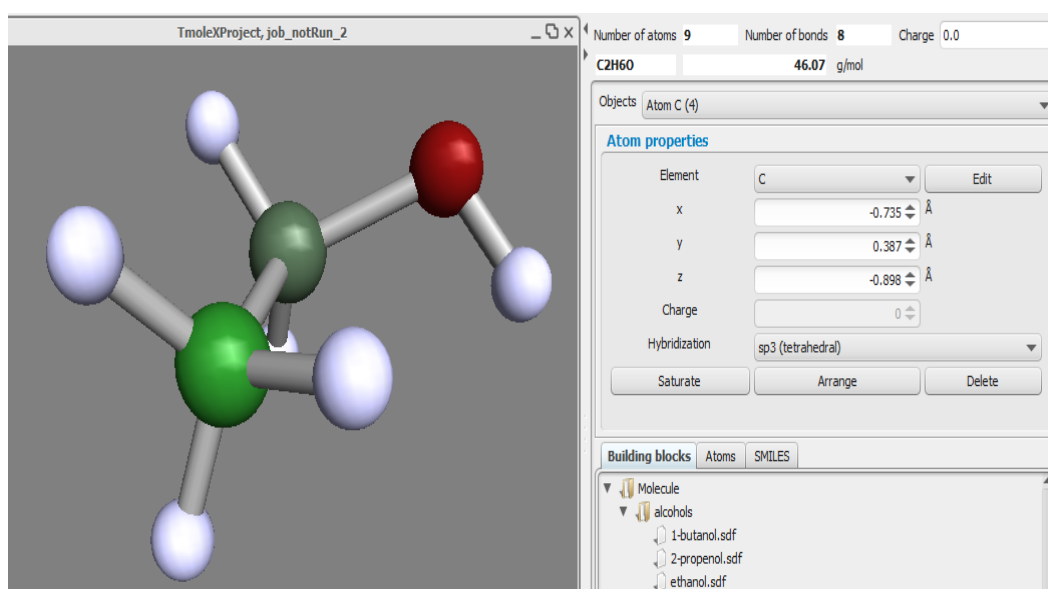 TmoleXProject, job_notRun_2
Number of atoms 9 Number of bonds 8 Charge 0.0
C2H6O 46.07 g/mol
Objects Atom C (4)
Atom properties
Element C Edit
x -0.735 Å
y 0.387 Å
z -0.898 Å
Charge 0
Hybridization sp3 (tetrahedral)
Saturate Arrange Delete
Building blocks Atoms SMILES
Molecule
alcohols
1-butanol.sdf
2-propenol.sdf
ethanol.sdf